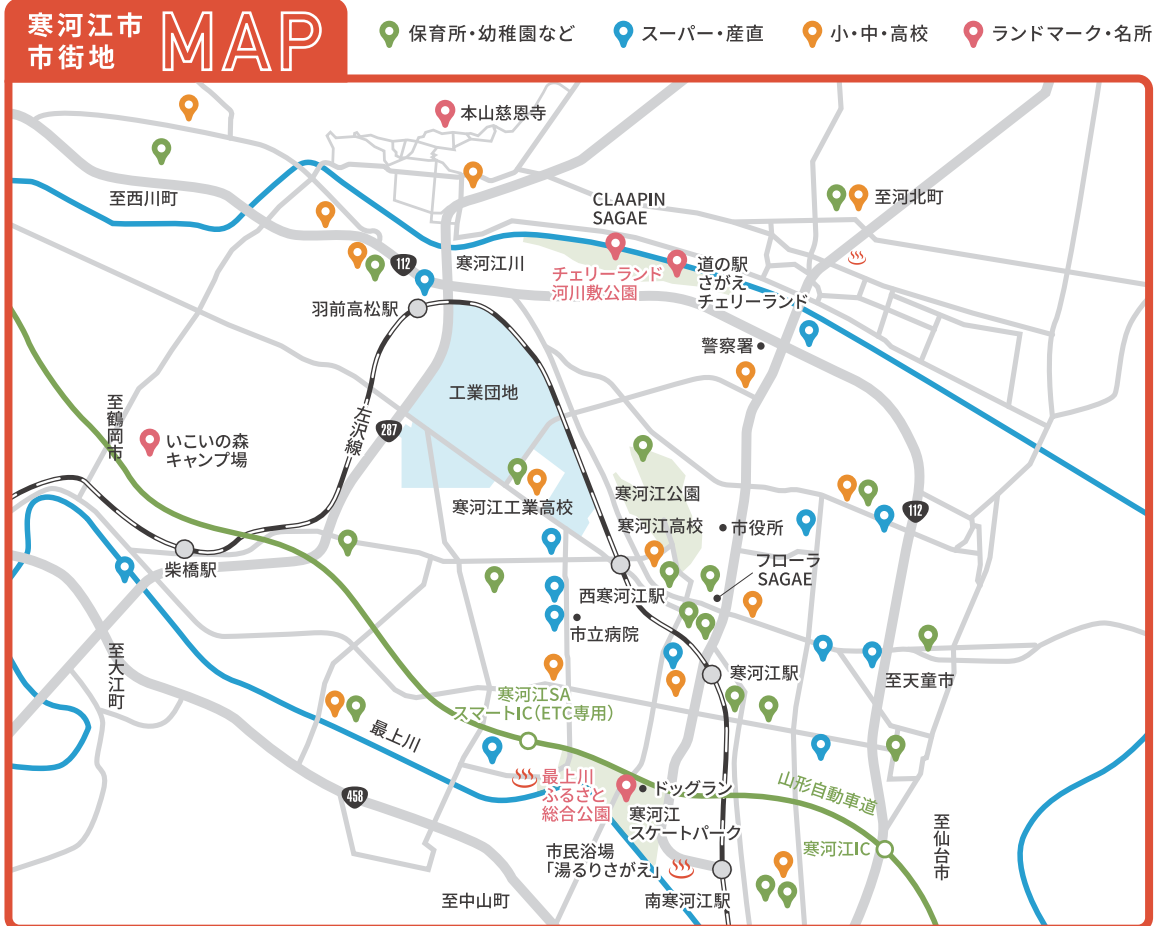 寒河江市
市街地
MAP
保育所・幼稚園など
スーパー・産直
小・中・高校
ランドマーク・名所
本山慈恩寺
至西川町
CLAAPIN
SAGAE
至河北町
112
寒河江川
チェリーランド
河川敷公園
道の駅
さがえ
チェリーランド
羽前高松駅
警察署
工業団地
至鶴岡市
左沢線
287
いこいの森
キャンプ場
寒河江公園
寒河江工業高校
寒河江高校
市役所
112
フローラ
SAGAE
柴橋駅
西寒河江駅
市立病院
至大江町
寒河江駅
至天童市
寒河江SA
スマートIC(ETC専用)
最上川
最上川
ふるさと
総合公園
ドッグラン
山形自動車道
458
寒河江
スケートパーク
至仙台市
寒河江IC
市民浴場
「湯るりさがえ」
至中山町
南寒河江駅